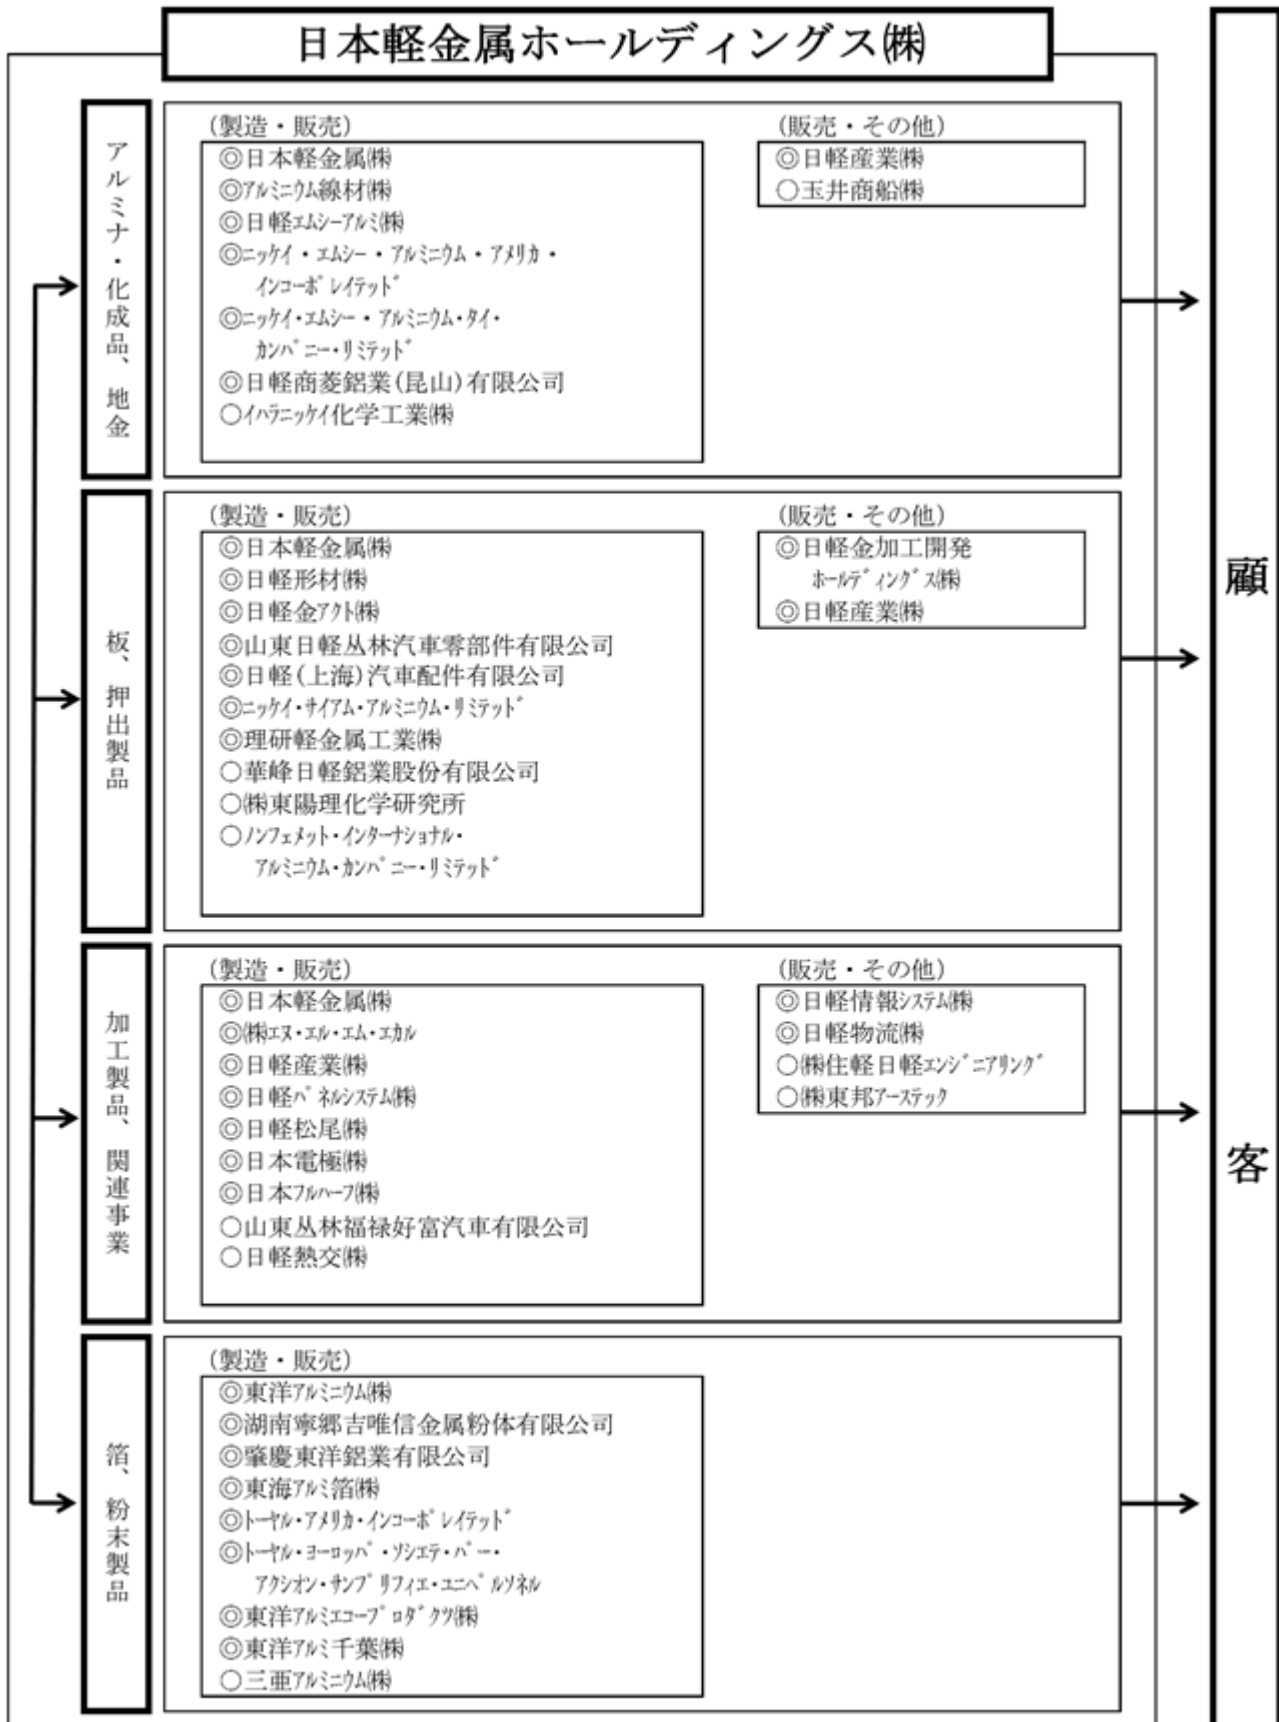 日本軽金属ホールディングス㈱
アルミナ・化成品、地金
(製造・販売)
◎日本軽金属㈱
◎ｱﾙﾐﾆｳﾑ線材㈱
◎日軽ｴﾑｼｰｱﾙﾐ㈱
◎ﾆｯｹｲ・ｴﾑｼｰ・ｱﾙﾐﾆｳﾑ・ｱﾒﾘｶ・
ｲﾝｺｰﾎﾟﾚｲﾃｯﾄﾞ
◎ﾆｯｹｲ・ｴﾑｼｰ・ｱﾙﾐﾆｳﾑ・ﾀｲ・
ｶﾝﾊﾟﾆｰ・ﾘﾐﾃｯﾄﾞ
◎日軽商菱鋁業(昆山)有限公司
○ｲﾊﾗﾆｯｹｲ化学工業㈱
(販売・その他)
◎日軽産業㈱
○玉井商船㈱
板、押出製品
(製造・販売)
◎日本軽金属㈱
◎日軽形材㈱
◎日軽金ｱｸﾄ㈱
◎山東日軽丛林汽車零部件有限公司
◎日軽(上海)汽車配件有限公司
◎ﾆｯｹｲ・ｻｲｱﾑ・ｱﾙﾐﾆｳﾑ・ﾘﾐﾃｯﾄﾞ
◎理研軽金属工業㈱
○華峰日軽鋁業股份有限公司
○㈱東陽理化学研究所
○ﾉﾝﾌｪﾒｯﾄ・ｲﾝﾀｰﾅｼｮﾅﾙ・
ｱﾙﾐﾆｳﾑ・ｶﾝﾊﾟﾆｰ・ﾘﾐﾃｯﾄﾞ
(販売・その他)
◎日軽金加工開発
ﾎｰﾙﾃﾞｨﾝｸﾞｽ㈱
◎日軽産業㈱
加工製品、関連事業
(製造・販売)
◎日本軽金属㈱
◎㈱ｴﾇ・ｴﾙ・ｴﾑ・ｴｶﾙ
◎日軽産業㈱
◎日軽ﾊﾟﾈﾙｼｽﾃﾑ㈱
◎日軽松尾㈱
◎日本電極㈱
◎日本ﾌﾙﾊｰﾌ㈱
○山東丛林福禄好富汽車有限公司
○日軽熱交㈱
(販売・その他)
◎日軽情報ｼｽﾃﾑ㈱
◎日軽物流㈱
○㈱住軽日軽ｴﾝｼﾞﾆｱﾘﾝｸﾞ
○㈱東邦ｱｰｽﾃｯｸ
箔、粉末製品
(製造・販売)
◎東洋ｱﾙﾐﾆｳﾑ㈱
◎湖南寧郷吉唯信金属粉体有限公司
◎肇慶東洋鋁業有限公司
◎東海ｱﾙﾐ箔㈱
◎ﾄｰﾔﾙ・ｱﾒﾘｶ・ｲﾝｺｰﾎﾟﾚｲﾃｯﾄﾞ
◎ﾄｰﾔﾙ・ﾖｰﾛｯﾊﾟ・ｿｼｴﾃ・ﾊﾟｰ・
ｱｸｼｵﾝ・ｻﾝﾌﾟﾘﾌｨｴ・ﾕﾆﾍﾞﾙｿﾈﾙ
◎東洋ｱﾙﾐｴｺｰﾌﾟﾛﾀﾞｸﾂ㈱
◎東洋ｱﾙﾐ千葉㈱
○三亜ｱﾙﾐﾆｳﾑ㈱
顧客